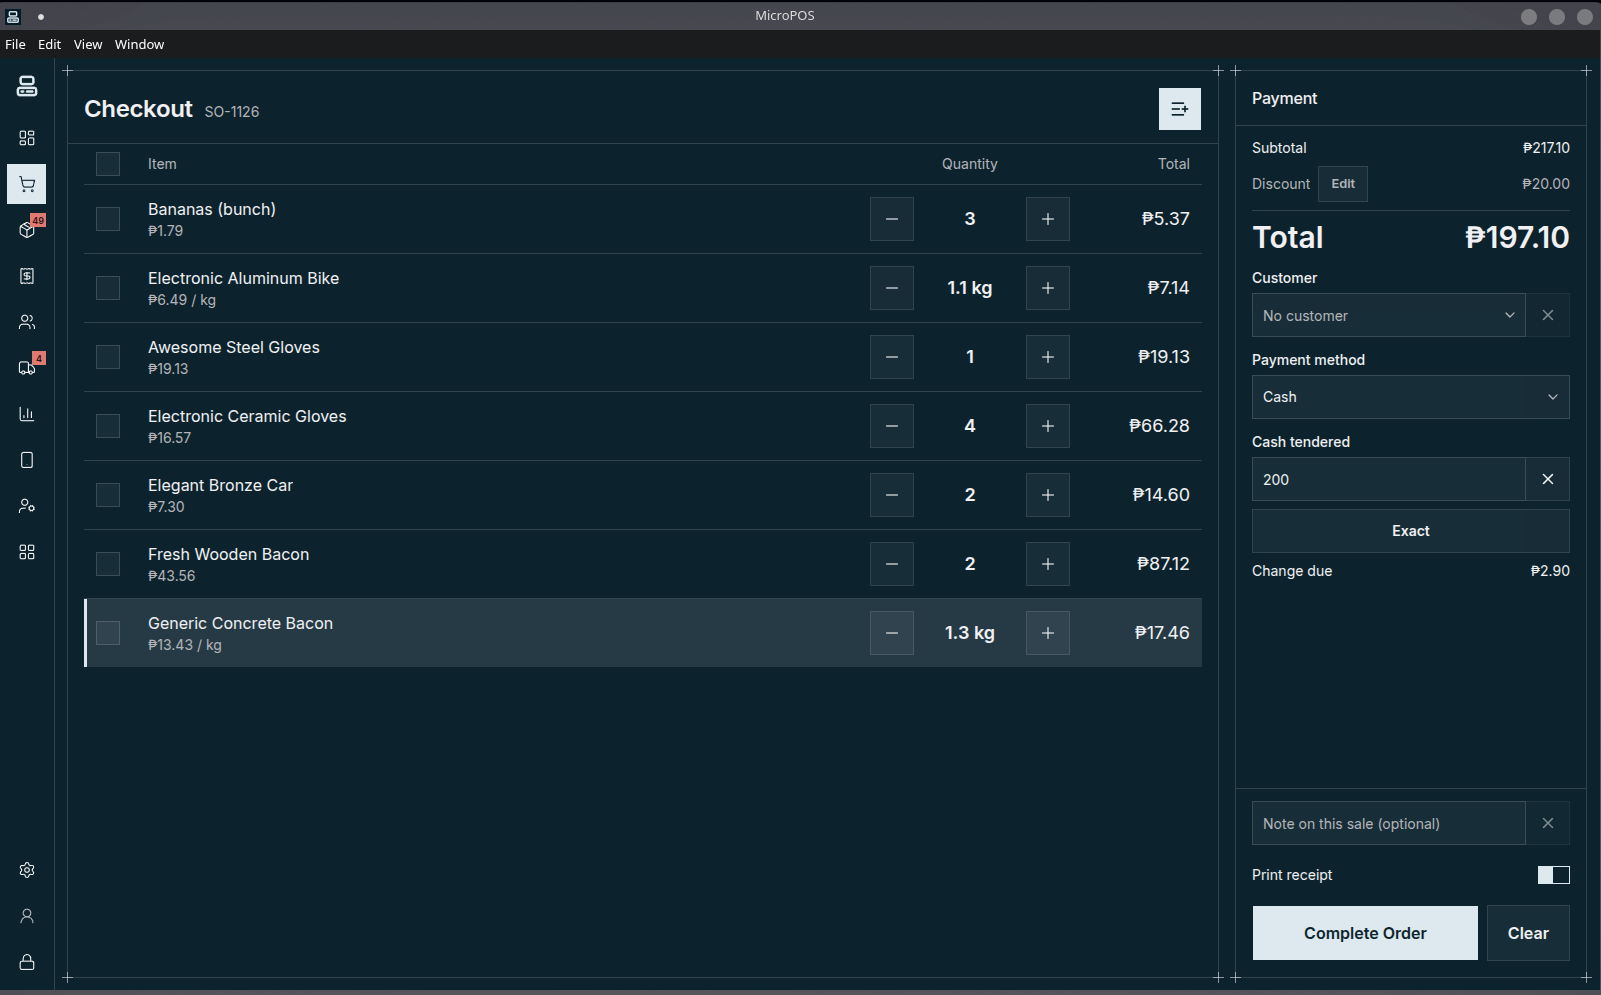 MicroPOS
File Edit View Window
Checkout SO-1126
Item Quantity Total
Bananas (bunch)
₱1.79
3
₱5.37
Electronic Aluminum Bike
₱6.49 / kg
1.1 kg
₱7.14
Awesome Steel Gloves
₱19.13
1
₱19.13
Electronic Ceramic Gloves
₱16.57
4
₱66.28
Elegant Bronze Car
₱7.30
2
₱14.60
Fresh Wooden Bacon
₱43.56
2
₱87.12
Generic Concrete Bacon
₱13.43 / kg
1.3 kg
₱17.46
49
4
Payment
Subtotal ₱217.10
Discount Edit ₱20.00
Total ₱197.10
Customer
No customer
Payment method
Cash
Cash tendered
200
Exact
Change due ₱2.90
Note on this sale (optional)
Print receipt
Complete Order Clear